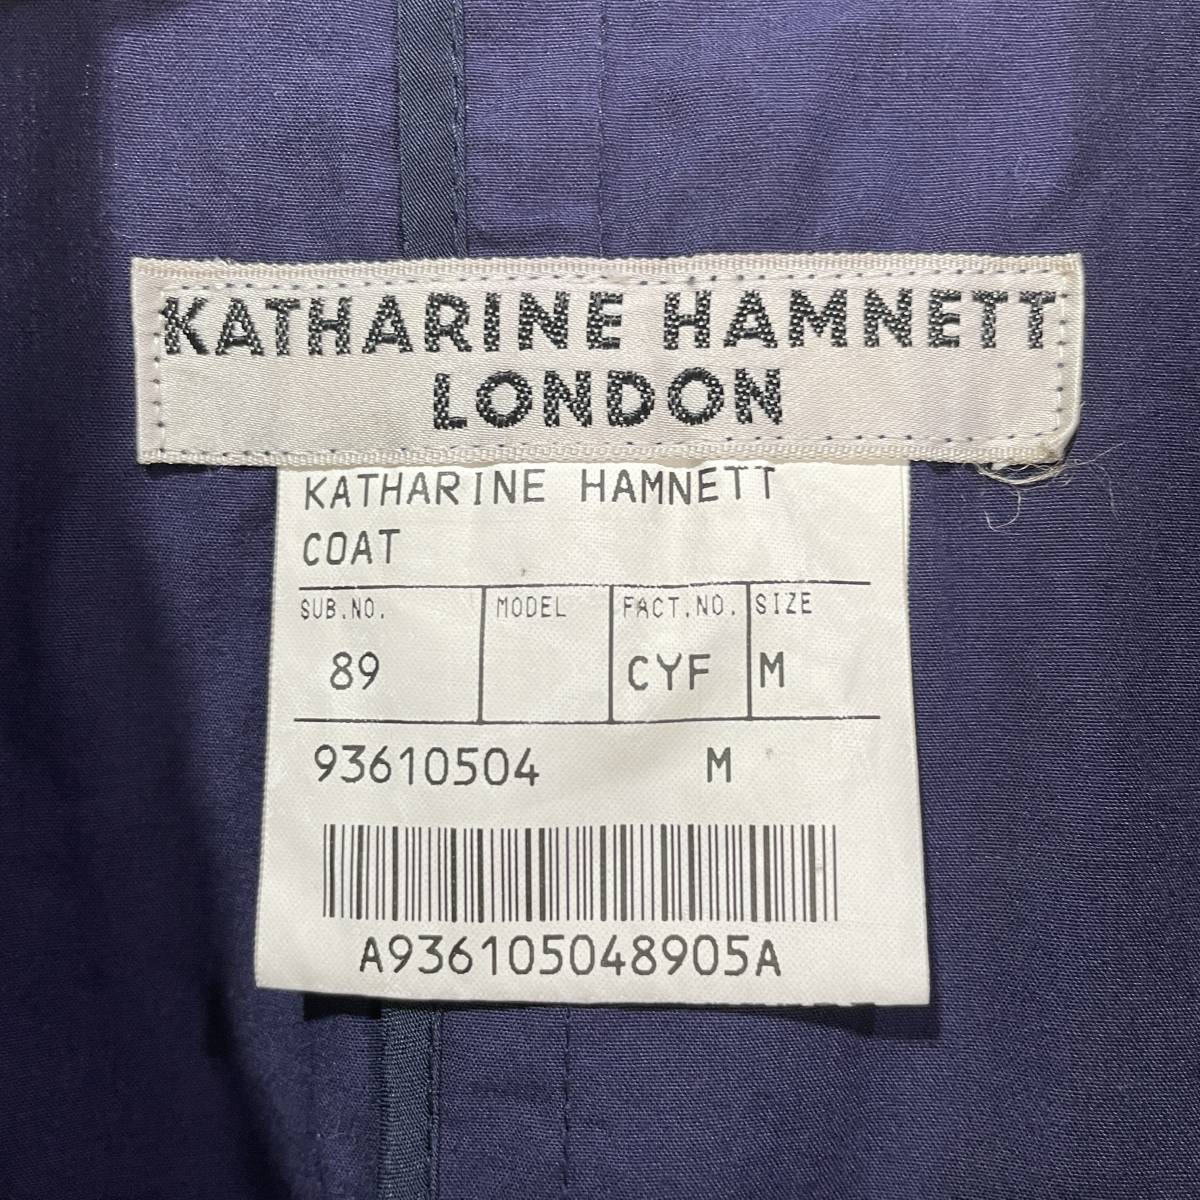 KATHARINE HAMNETT
LONDON
KATHARINE HAMNETT
COAT
SUB.NO. MODEL FACT.NO. SIZE
89 CYF M
93610504 M
A936105048905A